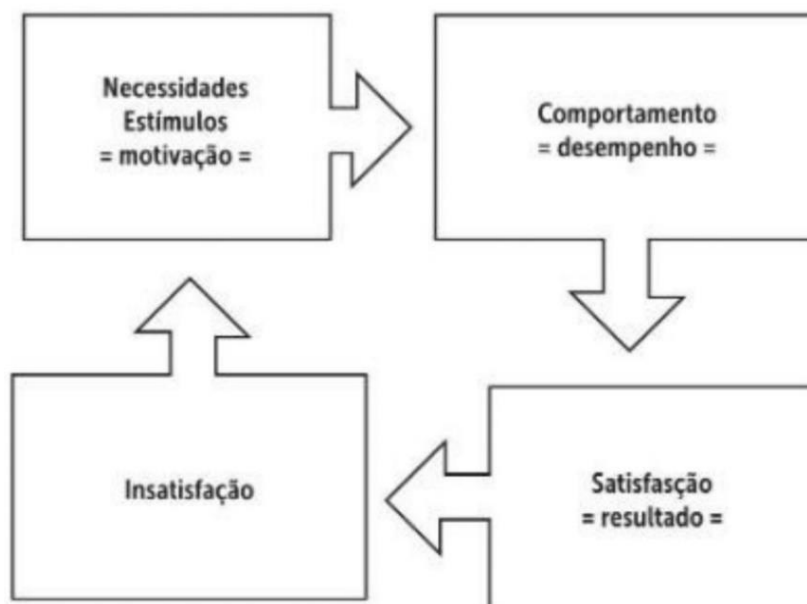 Necessidades
Estímulos
= motivação =
Comportamento
= desempenho =
Insatisfação
Satisfasção
= resultado =